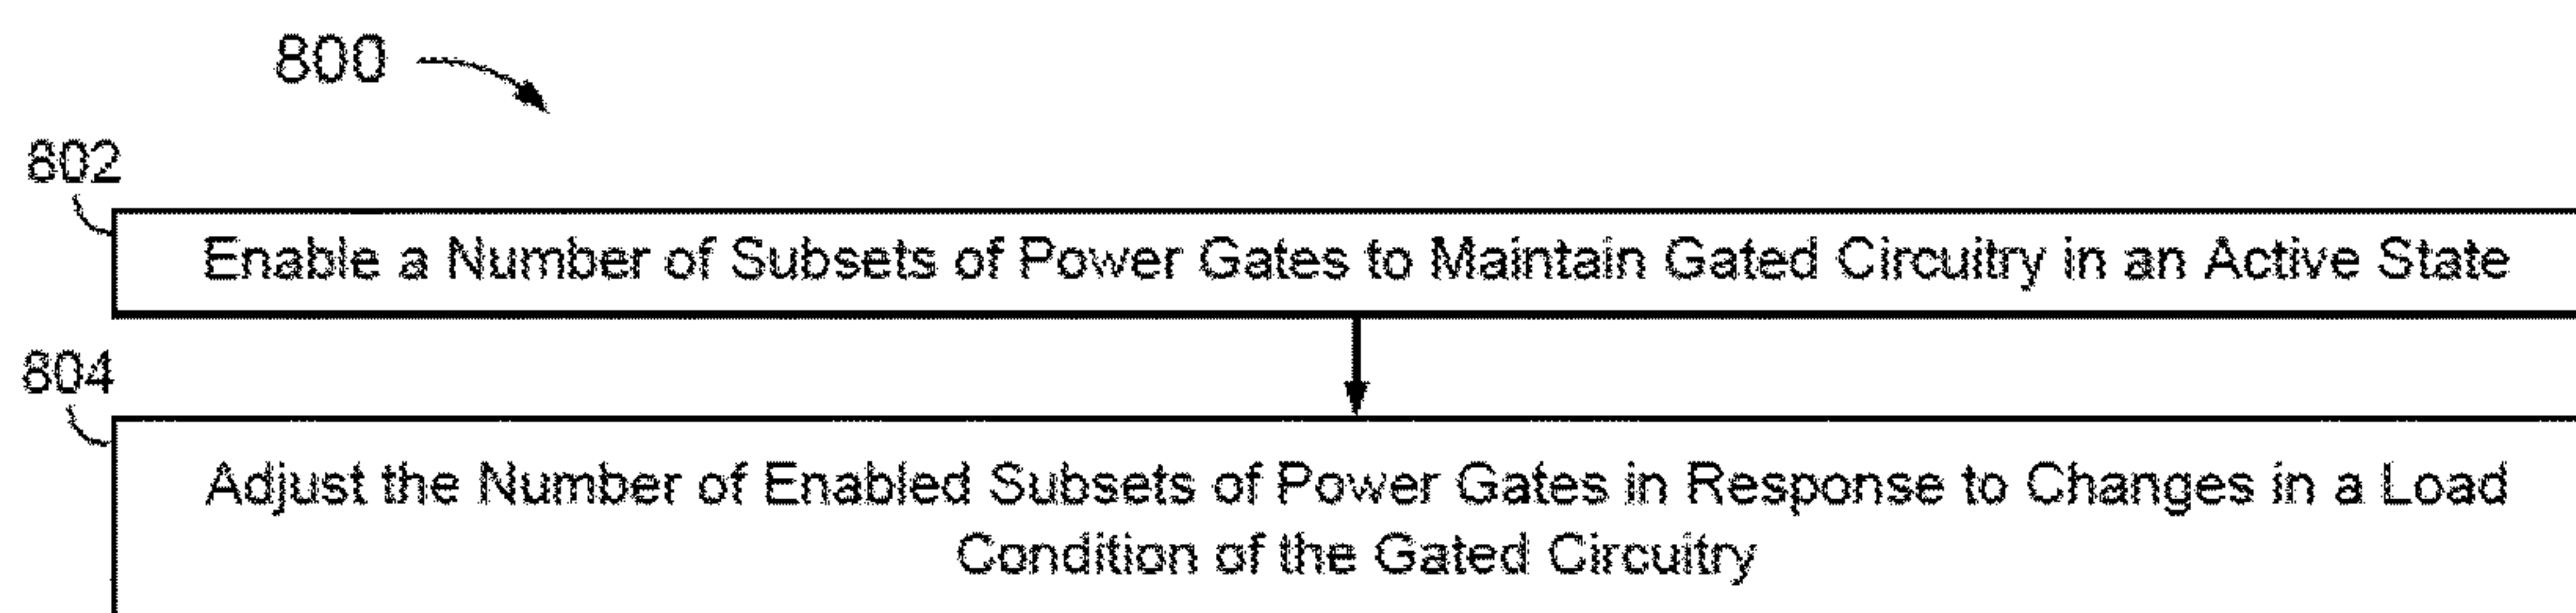 800
802
Enable a Number of Subsets of Power Gates to Maintain Gated Circuitry in an Active State
804
Adjust the Number of Enabled Subsets of Power Gates in Response to Changes in a Load
Condition of the Gated Circuitry